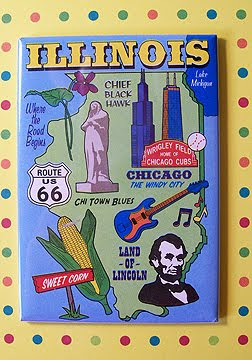 ILLINOIS
Lake
Michigan
CHIEF
BLACK
HAWK
Where
the
Road
Begins
WRIGLEY FIELD
HOME OF
CHICAGO CUBS
ROUTE
US
66
CHICAGO
THE WINDY CITY
CHI TOWN BLUES
LAND
-OF-
LINCOLN
SWEET CORN